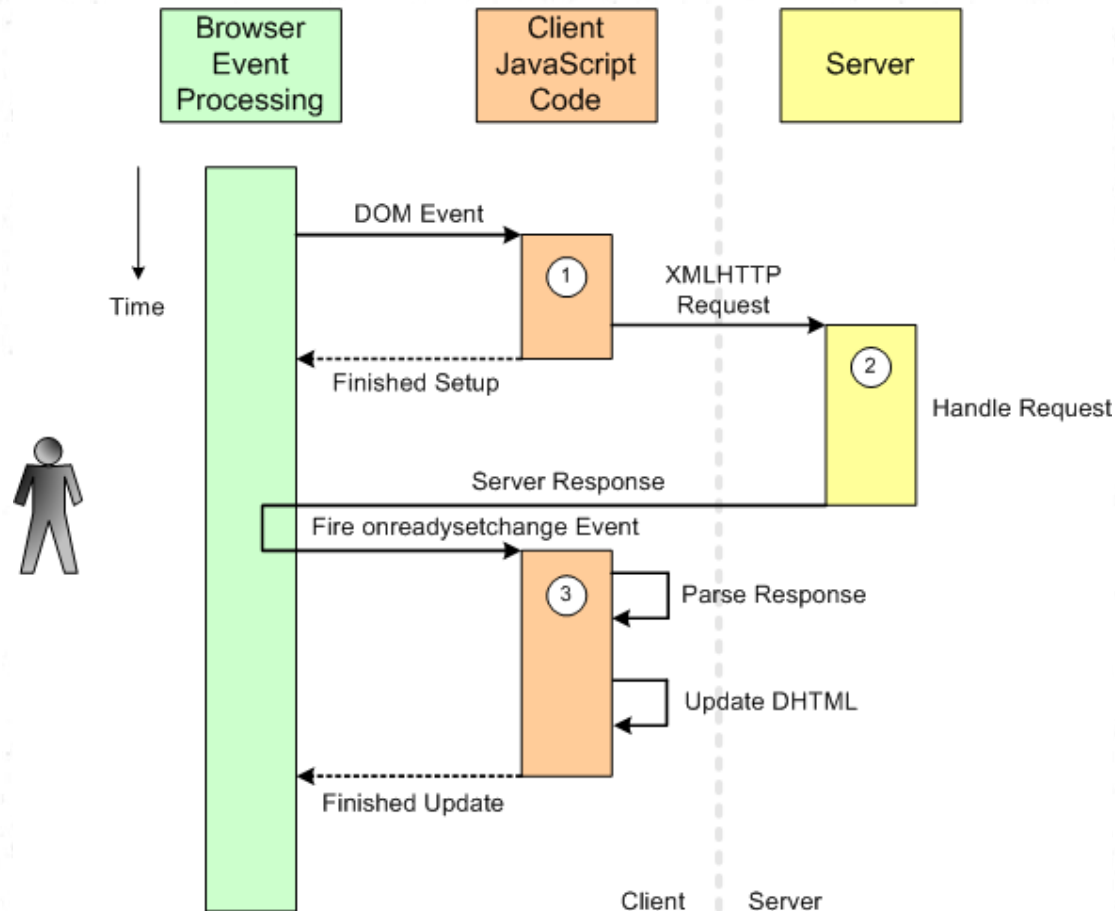 Browser
Event
Processing
Client
JavaScript
Code
Server
DOM Event
1
XMLHTTP
Request
Time
2
Finished Setup
Handle Request
Server Response
Fire onreadysetchange Event
3
Parse Response
Update DHTML
Finished Update
Client
Server